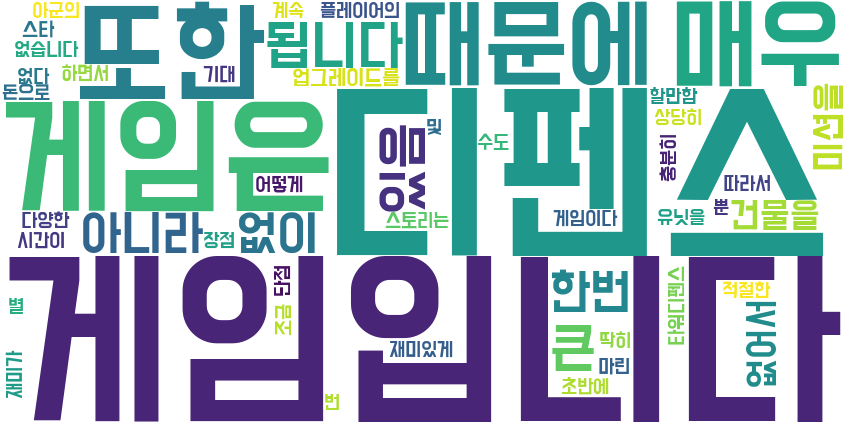 아군의
계속
플레이어의
스타
또한
됩니다
때문에
매우
없습니다
없다
하면서
기대
업그레이드를
돈으로
할만함
미션을
게임은
디펜스
있음
및
상당히
수도
충분히
어떻게
따라서
다양한
아니라
장점
없이
스토리는
게임이다
유닛을
뿐
건물을
시간이
게임입니다
단점
한번
타워디펜스
적절한
별
조금
없어서
재미가
재미있게
큰
딱히
마린
초반에
번